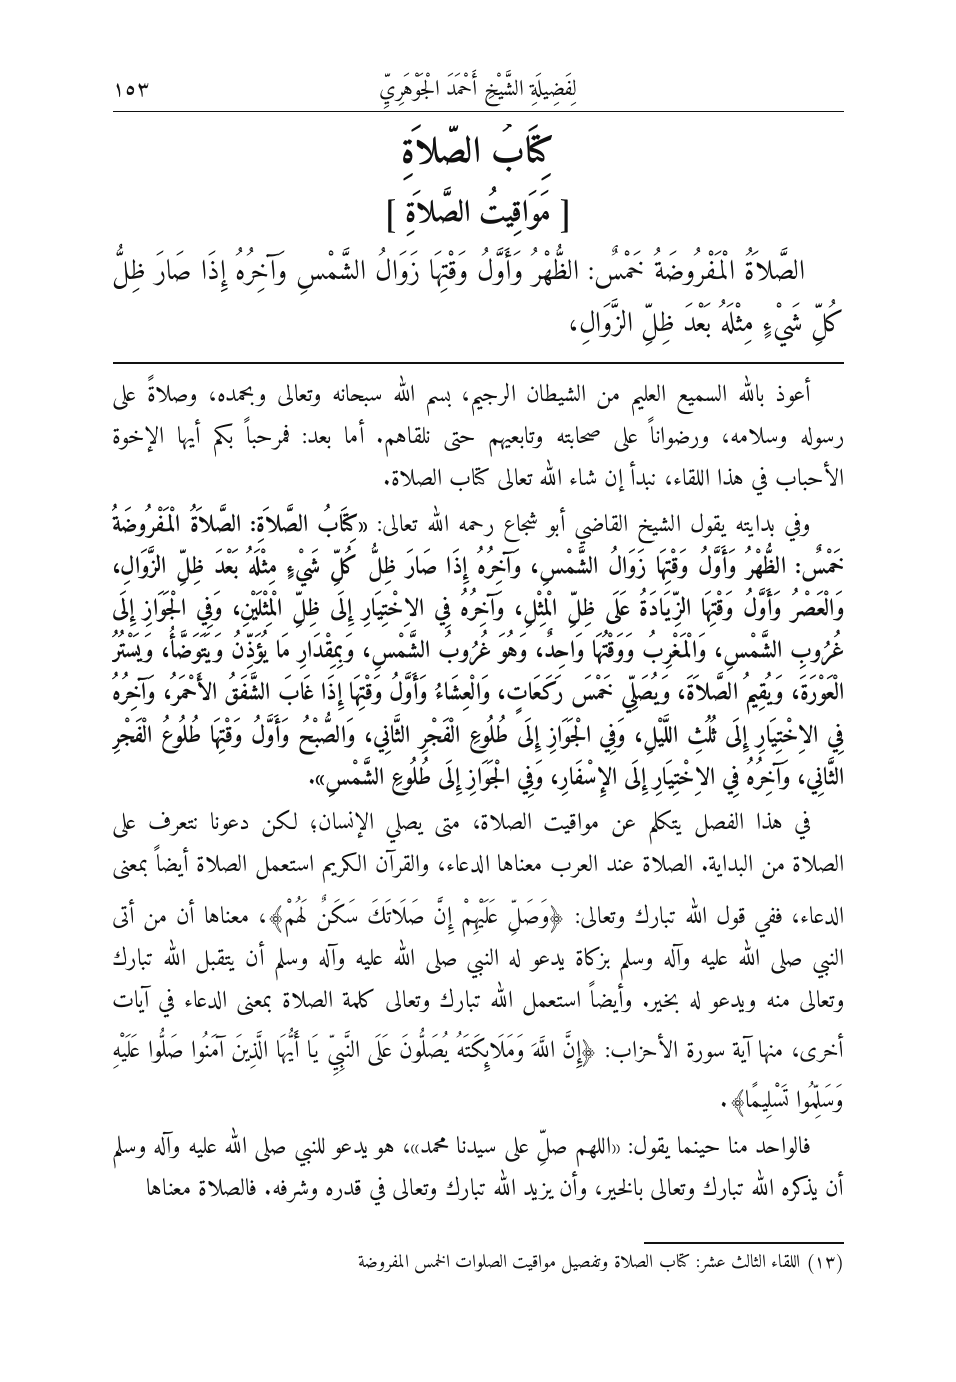 لِفَضِيلَةِ الشَّيْخِ أَحْمَدَ الْجَوْهَرِيِّ ١٥٣
كِتَابُ الصَّلاَةِ
[ مَوَاقِيتُ الصَّلاَةِ ]
الصَّلاَةُ الْمَفْرُوضَةُ خَمْسٌ: الظُّهْرُ وَأَوَّلُ وَقْتِهَا زَوَالُ الشَّمْسِ وَآخِرُهُ إِذَا صَارَ ظِلُّ
كُلِّ شَيْءٍ مِثْلَهُ بَعْدَ ظِلِّ الزَّوَالِ،
أعوذ بالله السميع العليم من الشيطان الرجيم، بسم الله سبحانه وتعالى وبحمده، وصلاةً على
رسوله وسلامه، ورضواناً على صحابته وتابعيهم حتى نلقاهم. أما بعد: فمرحباً بكم أيها الإخوة
الأحباب في هذا اللقاء، نبدأ إن شاء الله تعالى كتاب الصلاة.
وفي بدايته يقول الشيخ القاضي أبو شجاع رحمه الله تعالى: «كِتَابُ الصَّلاَةِ: الصَّلاَةُ الْمَفْرُوضَةُ
خَمْسٌ: الظُّهْرُ وَأَوَّلُ وَقْتِهَا زَوَالُ الشَّمْسِ، وَآخِرُهُ إِذَا صَارَ ظِلُّ كُلِّ شَيْءٍ مِثْلَهُ بَعْدَ ظِلِّ الزَّوَالِ،
وَالْعَصْرُ وَأَوَّلُ وَقْتِهَا الزِّيَادَةُ عَلَى ظِلِّ الْمِثْلِ، وَآخِرُهُ فِي الاِخْتِيَارِ إِلَى ظِلِّ الْمِثْلَيْنِ، وَفِي الْجَوَازِ إِلَى
غُرُوبِ الشَّمْسِ، وَالْمَغْرِبُ وَوَقْتُهَا وَاحِدٌ، وَهُوَ غُرُوبُ الشَّمْسِ، وَبِمِقْدَارِ مَا يُؤَذِّنُ وَيَتَوَضَّأُ، وَيَسْتُرُ
الْعَوْرَةَ، وَيُقِيمُ الصَّلاَةَ، وَيُصَلِّي خَمْسَ رَكَعَاتٍ، وَالْعِشَاءُ وَأَوَّلُ وَقْتِهَا إِذَا غَابَ الشَّفَقُ الأَحْمَرُ، وَآخِرُهُ
فِي الاِخْتِيَارِ إِلَى ثُلُثِ اللَّيْلِ، وَفِي الْجَوَازِ إِلَى طُلُوعِ الْفَجْرِ الثَّانِي، وَالصُّبْحُ وَأَوَّلُ وَقْتِهَا طُلُوعُ الْفَجْرِ
الثَّانِي، وَآخِرُهُ فِي الاِخْتِيَارِ إِلَى الإِسْفَارِ، وَفِي الْجَوَازِ إِلَى طُلُوعِ الشَّمْسِ».
في هذا الفصل يتكلم عن مواقيت الصلاة، متى يصلي الإنسان؛ لكن دعونا نتعرف على
الصلاة من البداية. الصلاة عند العرب معناها الدعاء، والقرآن الكريم استعمل الصلاة أيضاً بمعنى
الدعاء، ففي قول الله تبارك وتعالى: ﴿وَصَلِّ عَلَيْهِمْ إِنَّ صَلَاتَكَ سَكَنٌ لَهُمْ﴾، معناها أن من أتى
النبي صلى الله عليه وآله وسلم بزكاة يدعو له النبي صلى الله عليه وآله وسلم أن يتقبل الله تبارك
وتعالى منه ويدعو له بخير. وأيضاً استعمل الله تبارك وتعالى كلمة الصلاة بمعنى الدعاء في آيات
أخرى، منها آية سورة الأحزاب: ﴿إِنَّ اللَّهَ وَمَلَايِكَتَهُ يُصَلُّونَ عَلَى النَّبِيِّ يَا أَيُّهَا الَّذِينَ آمَنُوا صَلُّوا عَلَيْهِ
وَسَلِّمُوا تَسْلِيمًا﴾.
فالواحد منا حينما يقول: «اللهم صلِّ على سيدنا محمد»، هو يدعو للنبي صلى الله عليه وآله وسلم
أن يذكره الله تبارك وتعالى بالخير، وأن يزيد الله تبارك وتعالى في قدره وشرفه. فالصلاة معناها
(١٣) اللقاء الثالث عشر: كتاب الصلاة وتفصيل مواقيت الصلوات الخمس المفروضة